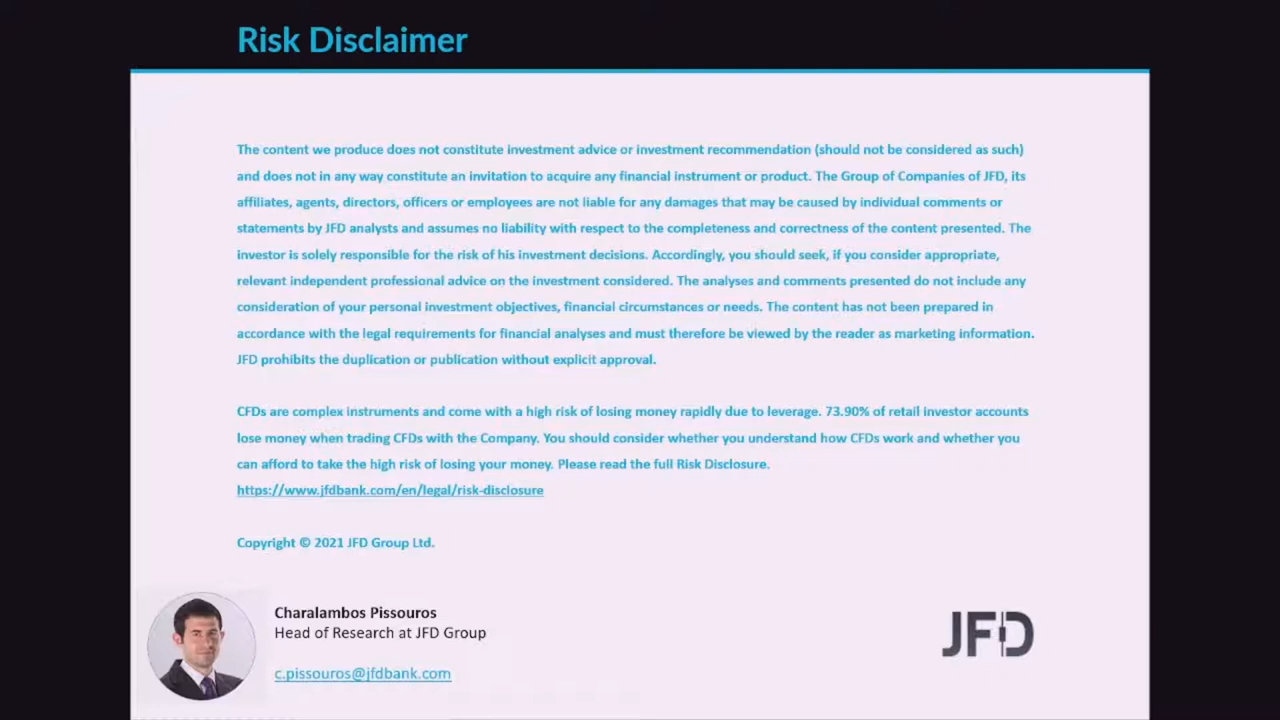 Risk Disclaimer
The content we produce does not constitute investment advice or investment recommendation (should not be considered as such)
and does not in any way constitute an invitation to acquire any financial instrument or product. The Group of Companies of JFD, its
affiliates, agents, directors, officers or employees are not liable for any damages that may be caused by individual comments or
statements by JFD analysts and assumes no liability with respect to the completeness and correctness of the content presented. The
investor is solely responsible for the risk of his investment decisions. Accordingly, you should seek, if you consider appropriate,
relevant independent professional advice on the investment considered. The analyses and comments presented do not include any
consideration of your personal investment objectives, financial circumstances or needs. The content has not been prepared in
accordance with the legal requirements for financial analyses and must therefore be viewed by the reader as marketing information.
JFD prohibits the duplication or publication without explicit approval.
CFDs are complex instruments and come with a high risk of losing money rapidly due to leverage. 73.90% of retail investor accounts
lose money when trading CFDs with the Company. You should consider whether you understand how CFDs work and whether you
can afford to take the high risk of losing your money. Please read the full Risk Disclosure.
https://www.jfdbank.com/en/legal/risk-disclosure
Copyright © 2021 JFD Group Ltd.
Charalambos Pissouros
Head of Research at JFD Group
c.pissouros@jfdbank.com
JFD